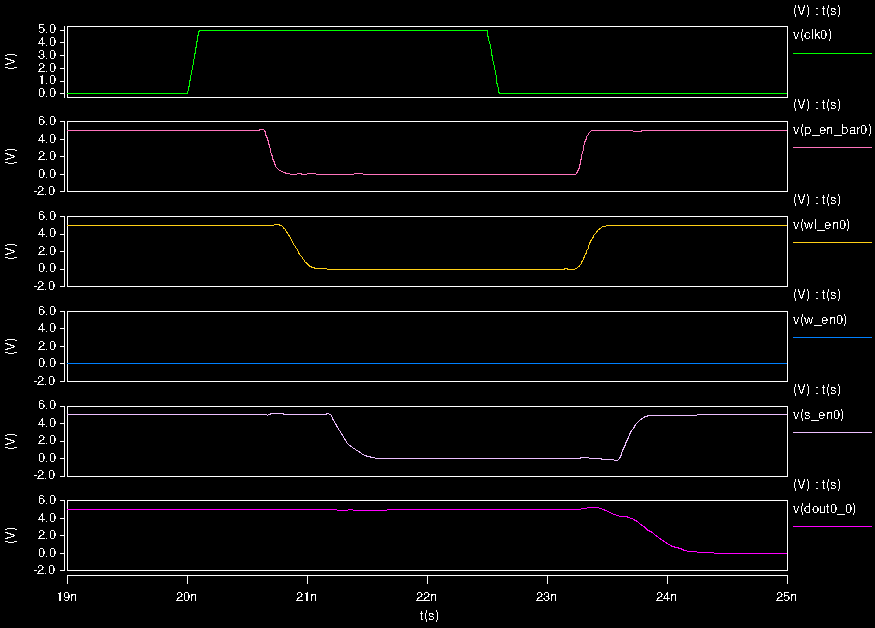 (V) : t(s)
5.0
v(clk0)
4.0
3.0
(V)
2.0
1.0
0.0
(V) : t(s)
6.0
v(p_en_bar0)
4.0
(V)
2.0
0.0
-2.0
(V) : t(s)
6.0
v(wl_en0)
4.0
(V)
2.0
0.0
-2.0
(V) : t(s)
6.0
v(w_en0)
4.0
(V)
2.0
0.0
-2.0
(V) : t(s)
6.0
v(s_en0)
4.0
(V)
2.0
0.0
-2.0
(V) : t(s)
6.0
v(dout0_0)
4.0
(V)
2.0
0.0
-2.0
19n 20n 21n 22n 23n 24n 25n
t(s)